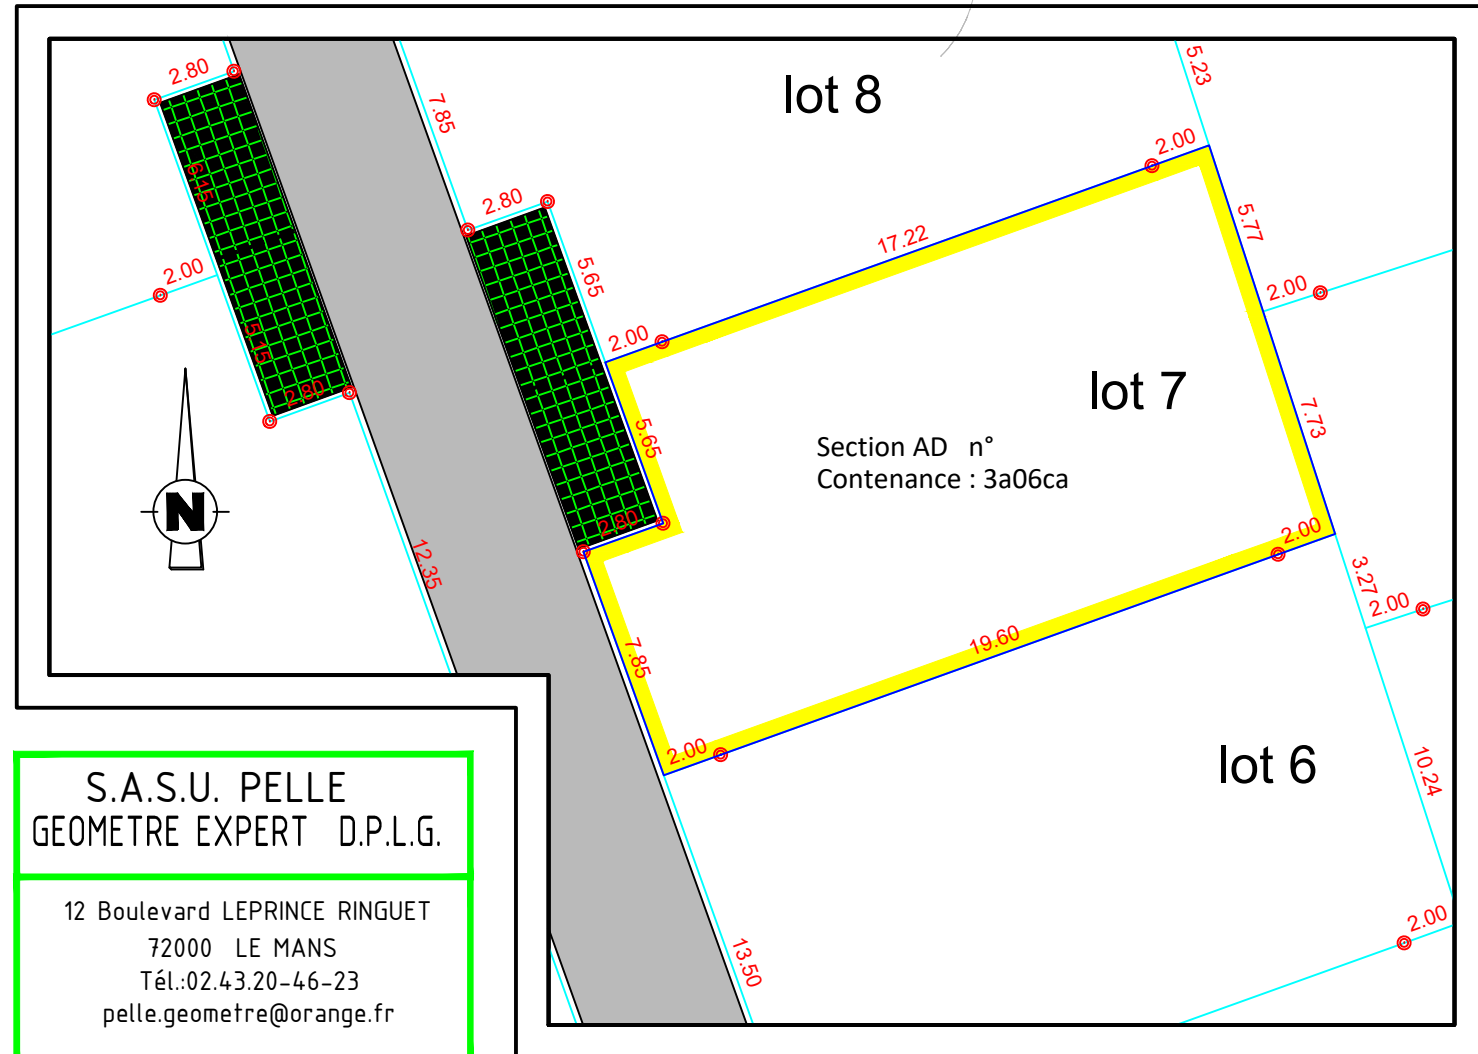 2.80
7.85
lot 8
5.23
2.00
6.15
2.80
17.22
5.77
2.00
5.65
2.00
2.00
5.15
2.80
5.65
lot 7
7.73
Section AD n°
Contenance : 3a06ca
N
12.35
2.80
2.00
3.27
2.00
7.85
19.60
2.00
lot 6
10.24
2.00
13.50
S.A.S.U. PELLE
GEOMETRE EXPERT D.P.L.G.
12 Boulevard LEPRINCE RINGUET
72000 LE MANS
Tél.:02.43.20-46-23
pelle.geometre@orange.fr